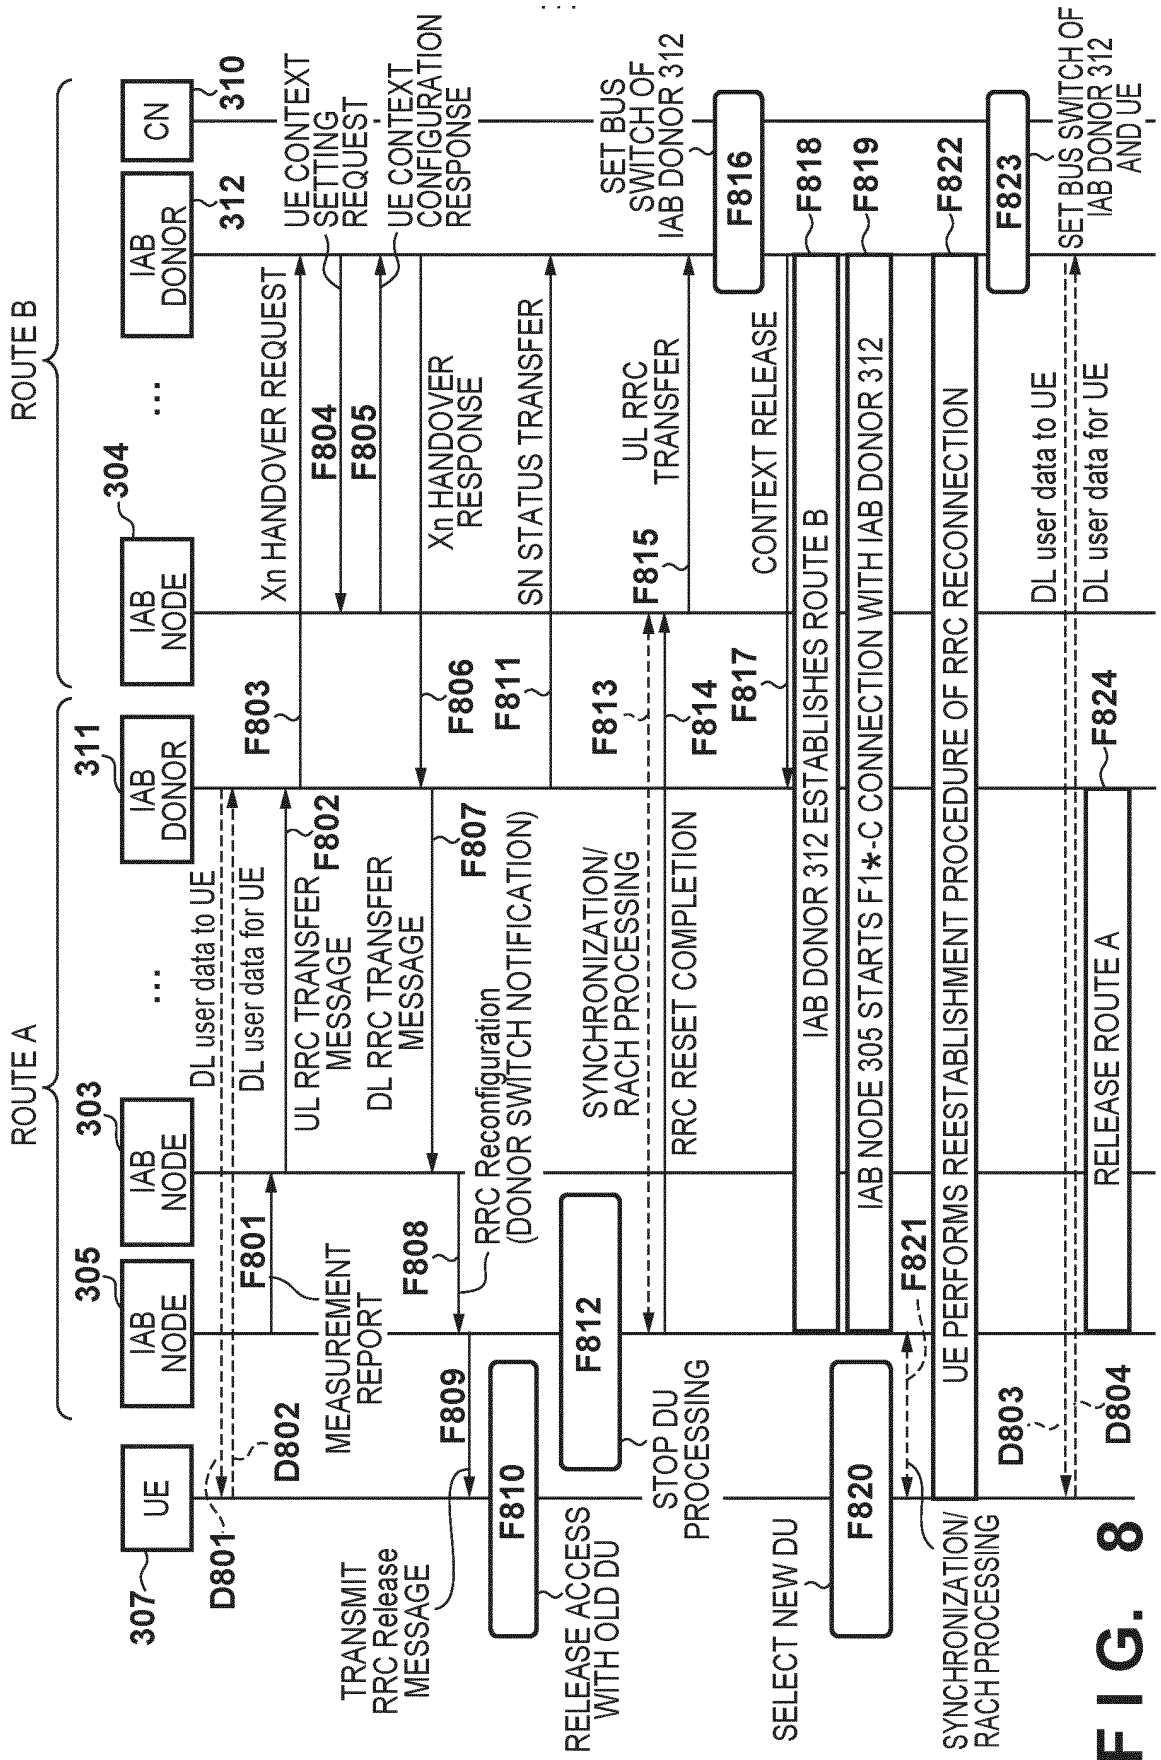 ROUTE A
ROUTE B
307
305
303
311
304
312
310
UE
IAB
NODE
IAB
NODE
...
IAB
DONOR
IAB
NODE
...
IAB
DONOR
CN
...
D801
DL user data to UE
D802
DL user data for UE
F801
MEASUREMENT
REPORT
F802
UL RRC TRANSFER
MESSAGE
F803
Xn HANDOVER REQUEST
F804
UE CONTEXT
SETTING
REQUEST
F805
UE CONTEXT
CONFIGURATION
RESPONSE
F806
Xn HANDOVER
RESPONSE
F807
DL RRC TRANSFER
MESSAGE
F808
RRC Reconfiguration
(DONOR SWITCH NOTIFICATION)
F809
TRANSMIT
RRC Release
MESSAGE
F810
RELEASE ACCESS
WITH OLD DU
F811
SN STATUS TRANSFER
F812
STOP DU
PROCESSING
F813
SYNCHRONIZATION/
RACH PROCESSING
F814
RRC RESET COMPLETION
F815
UL RRC
TRANSFER
SET BUS
SWITCH OF
IAB DONOR 312
F816
F817
CONTEXT RELEASE
IAB DONOR 312 ESTABLISHES ROUTE B
F818
IAB NODE 305 STARTS F1*-C CONNECTION WITH IAB DONOR 312
F819
SELECT NEW DU
F820
F821
SYNCHRONIZATION/
RACH PROCESSING
UE PERFORMS REESTABLISHMENT PROCEDURE OF RRC RECONNECTION
F822
F823
SET BUS SWITCH OF
IAB DONOR 312
AND UE
D803
DL user data to UE
D804
DL user data for UE
RELEASE ROUTE A
F824
FIG. 8